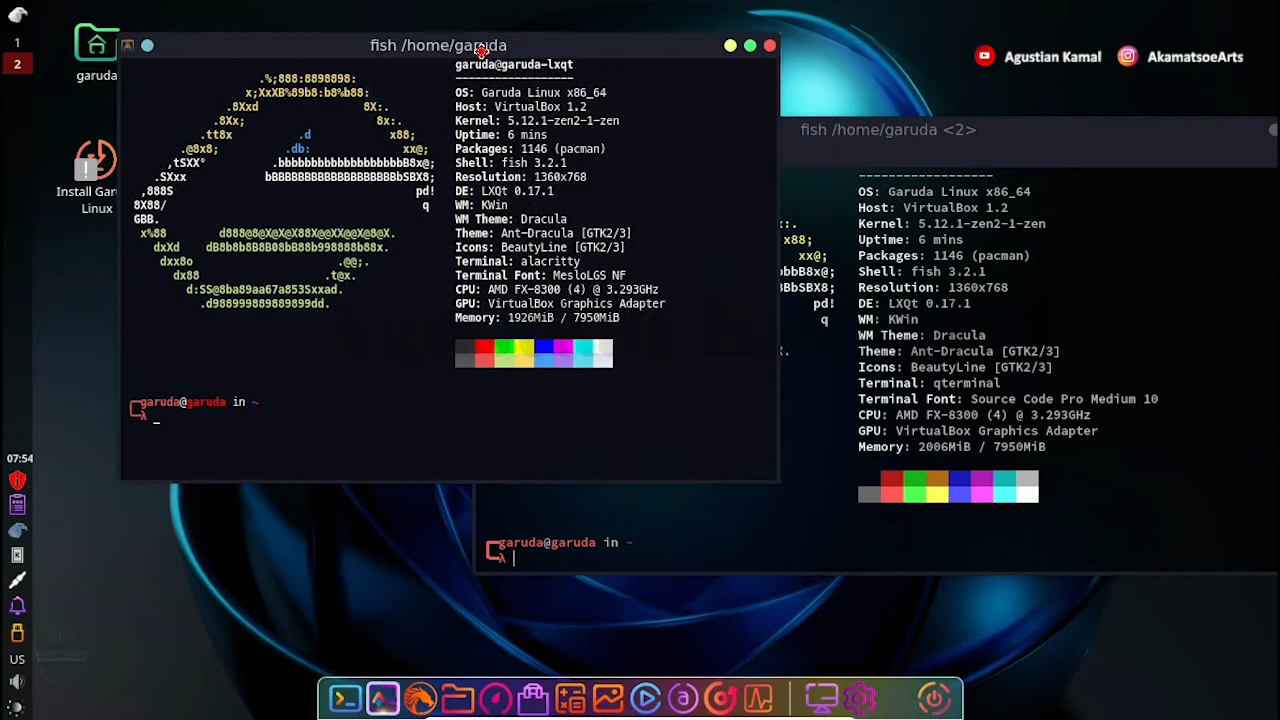 1
2
garuda
Install Gar
Linux
fish /home/garuda
garuda@garuda-lxqt
------------------
OS: Garuda Linux x86_64
Host: VirtualBox 1.2
Kernel: 5.12.1-zen2-1-zen
Uptime: 6 mins
Packages: 1146 (pacman)
Shell: fish 3.2.1
Resolution: 1360x768
DE: LXQt 0.17.1
WM: KWin
WM Theme: Dracula
Theme: Ant-Dracula [GTK2/3]
Icons: BeautyLine [GTK2/3]
Terminal: alacritty
Terminal Font: MesloLGS NF
CPU: AMD FX-8300 (4) @ 3.293GHz
GPU: VirtualBox Graphics Adapter
Memory: 1926MiB / 7950MiB
garuda@garuda in ~
λ _
Agustian Kamal
AkamatsoeArts
fish /home/garuda <2>
------------------
OS: Garuda Linux x86_64
Host: VirtualBox 1.2
Kernel: 5.12.1-zen2-1-zen
Uptime: 6 mins
Packages: 1146 (pacman)
Shell: fish 3.2.1
Resolution: 1360x768
DE: LXQt 0.17.1
WM: KWin
WM Theme: Dracula
Theme: Ant-Dracula [GTK2/3]
Icons: BeautyLine [GTK2/3]
Terminal: qterminal
Terminal Font: Source Code Pro Medium 10
CPU: AMD FX-8300 (4) @ 3.293GHz
GPU: VirtualBox Graphics Adapter
Memory: 2006MiB / 7950MiB
garuda@garuda in ~
λ
07:54
US